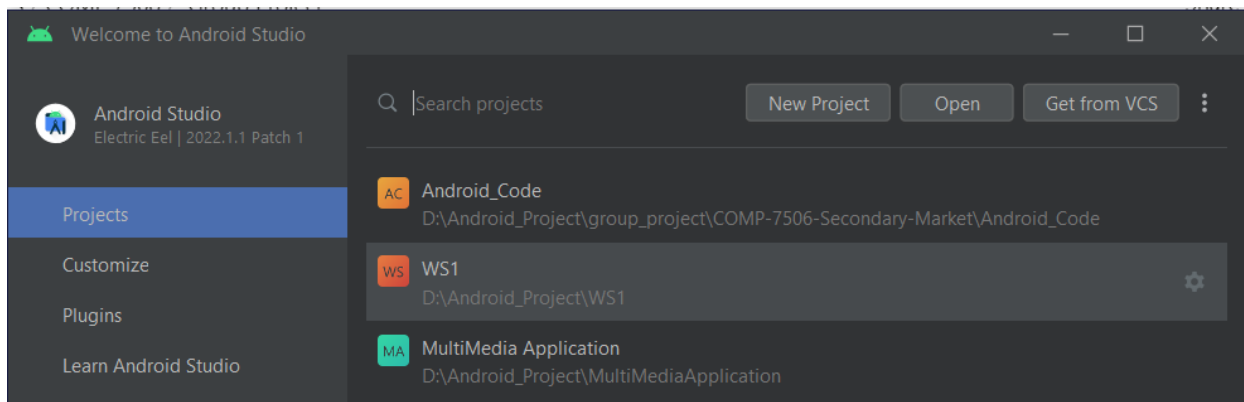 Welcome to Android Studio
Android Studio
Electric Eel | 2022.1.1 Patch 1
Projects
Customize
Plugins
Learn Android Studio
Search projects
New Project
Open
Get from VCS
AC
Android_Code
D:\Android_Project\group_project\COMP-7506-Secondary-Market\Android_Code
WS
WS1
D:\Android_Project\WS1
MA
MultiMedia Application
D:\Android_Project\MultiMediaApplication